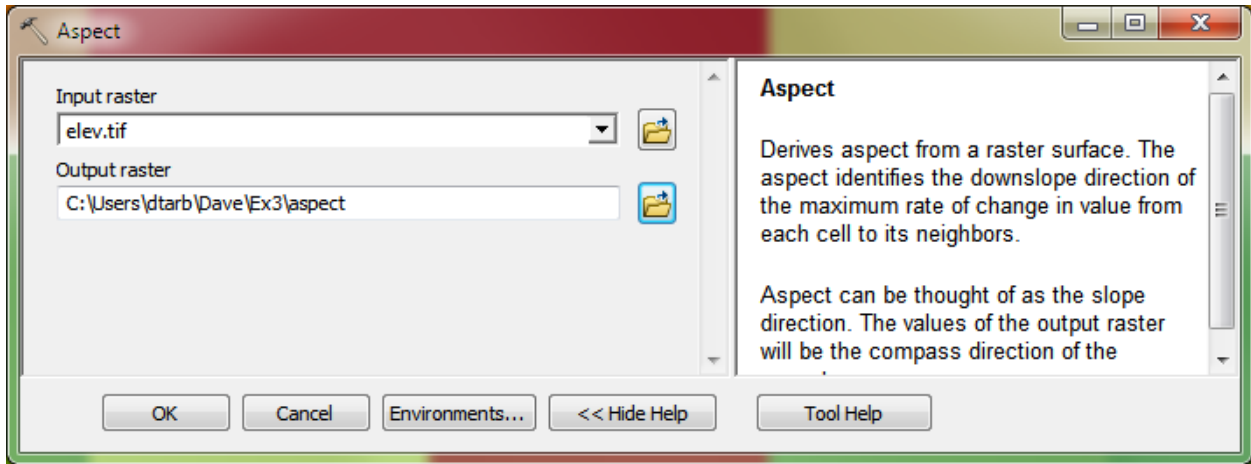 Aspect
Input raster
elev.tif
Output raster
C:\Users\dtarb\Dave\Ex3\aspect
OK
Cancel
Environments...
<< Hide Help
Aspect
Derives aspect from a raster surface. The
aspect identifies the downslope direction of
the maximum rate of change in value from
each cell to its neighbors.
Aspect can be thought of as the slope
direction. The values of the output raster
will be the compass direction of the
Tool Help